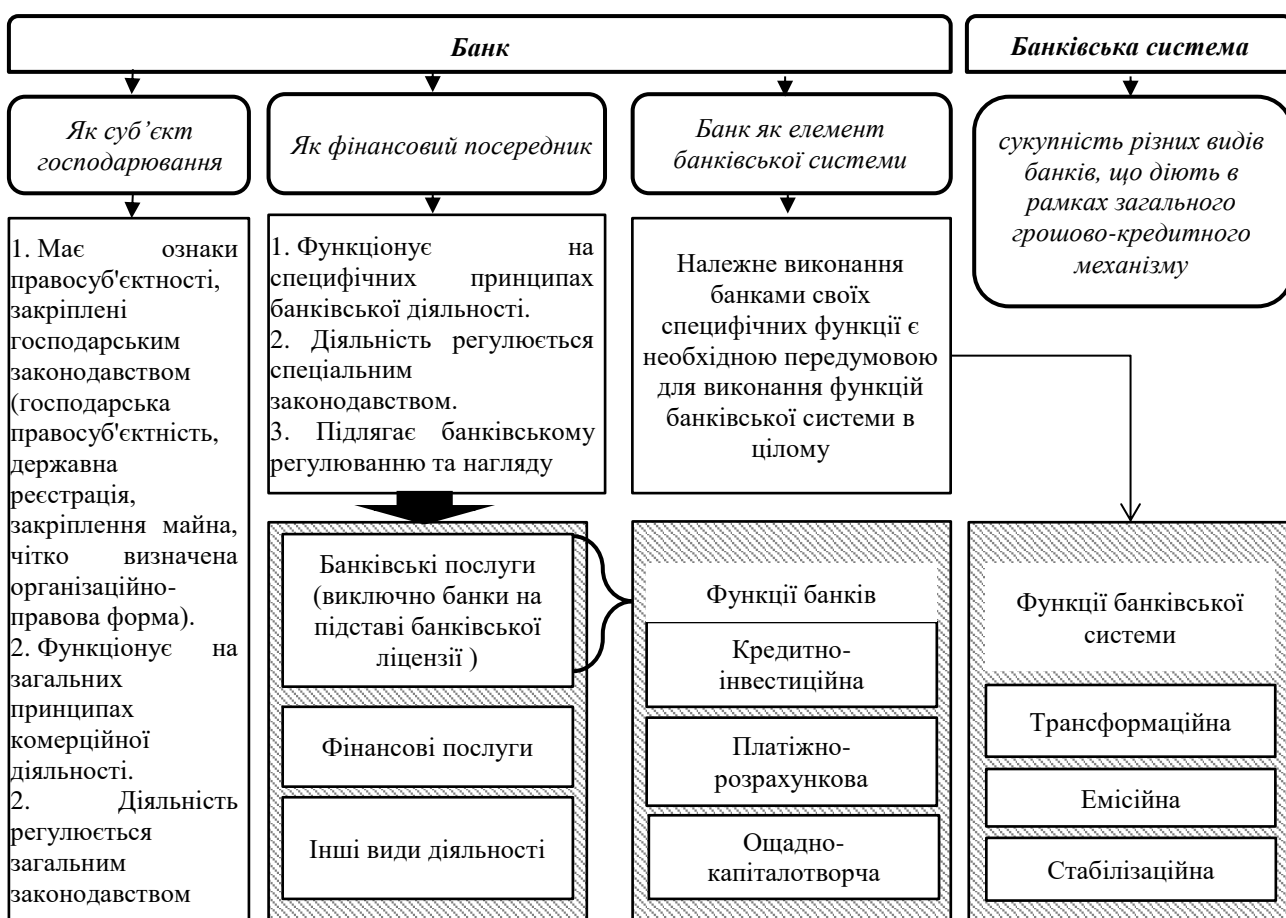 Банк
Банківська система
Як суб’єкт
господарювання
Як фінансовий посередник
Банк як елемент
банківської системи
сукупність різних видів
банків, що діють в
рамках загального
грошово-кредитного
механізму
1. Має ознаки
правосуб'єктності,
закріплені
господарським
законодавством
(господарська
правосуб'єктність,
державна
реєстрація,
закріплення майна,
чітко визначена
організаційно-
правова форма).
2. Функціонує на
загальних
принципах
комерційної
діяльності.
2. Діяльність
регулюється
загальним
законодавством
1. Функціонує на
специфічних принципах
банківської діяльності.
2. Діяльність регулюється
спеціальним
законодавством.
3. Підлягає банківському
регулюванню та нагляду
Належне виконання
банками своїх
специфічних функції є
необхідною передумовою
для виконання функцій
банківської системи в
цілому
Банківські послуги
(виключно банки на
підставі банківської
ліцензії )
Фінансові послуги
Інші види діяльності
Функції банків
Кредитно-
інвестиційна
Платіжно-
розрахункова
Ощадно-
капіталотворча
Функції банківської
системи
Трансформаційна
Емісійна
Стабілізаційна